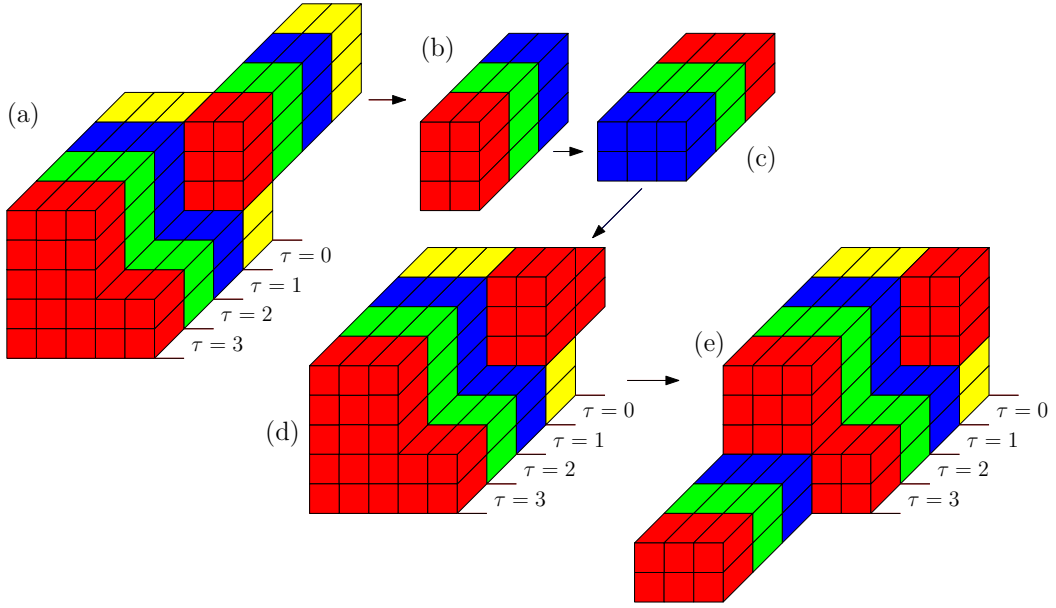 (a)
(b)
(c)
τ = 0
τ = 1
τ = 2
τ = 3
(d)
τ = 0
τ = 1
τ = 2
τ = 3
(e)
τ = 0
τ = 1
τ = 2
τ = 3